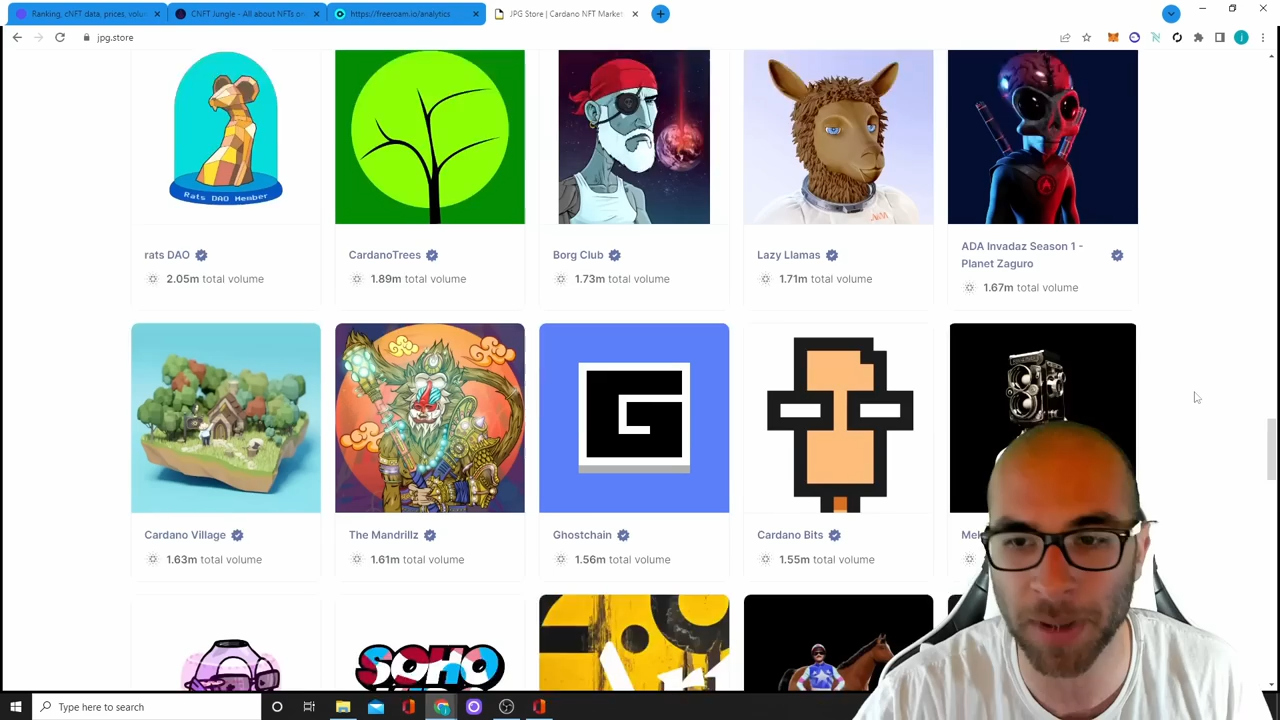 Ranking, cNFT data, prices, volu
CNFT Jungle - All about NFTs on
https://freeroam.io/analytics
JPG Store | Cardano NFT Market
jpg.store
Rats DAO Member
rats DAO
2.05m total volume
CardanoTrees
1.89m total volume
Borg Club
1.73m total volume
Lazy Llamas
1.71m total volume
ADA Invadaz Season 1 -
Planet Zaguro
1.67m total volume
G
Cardano Village
1.63m total volume
The Mandrillz
1.61m total volume
Ghostchain
1.56m total volume
Cardano Bits
1.55m total volume
SOHO
Type here to search